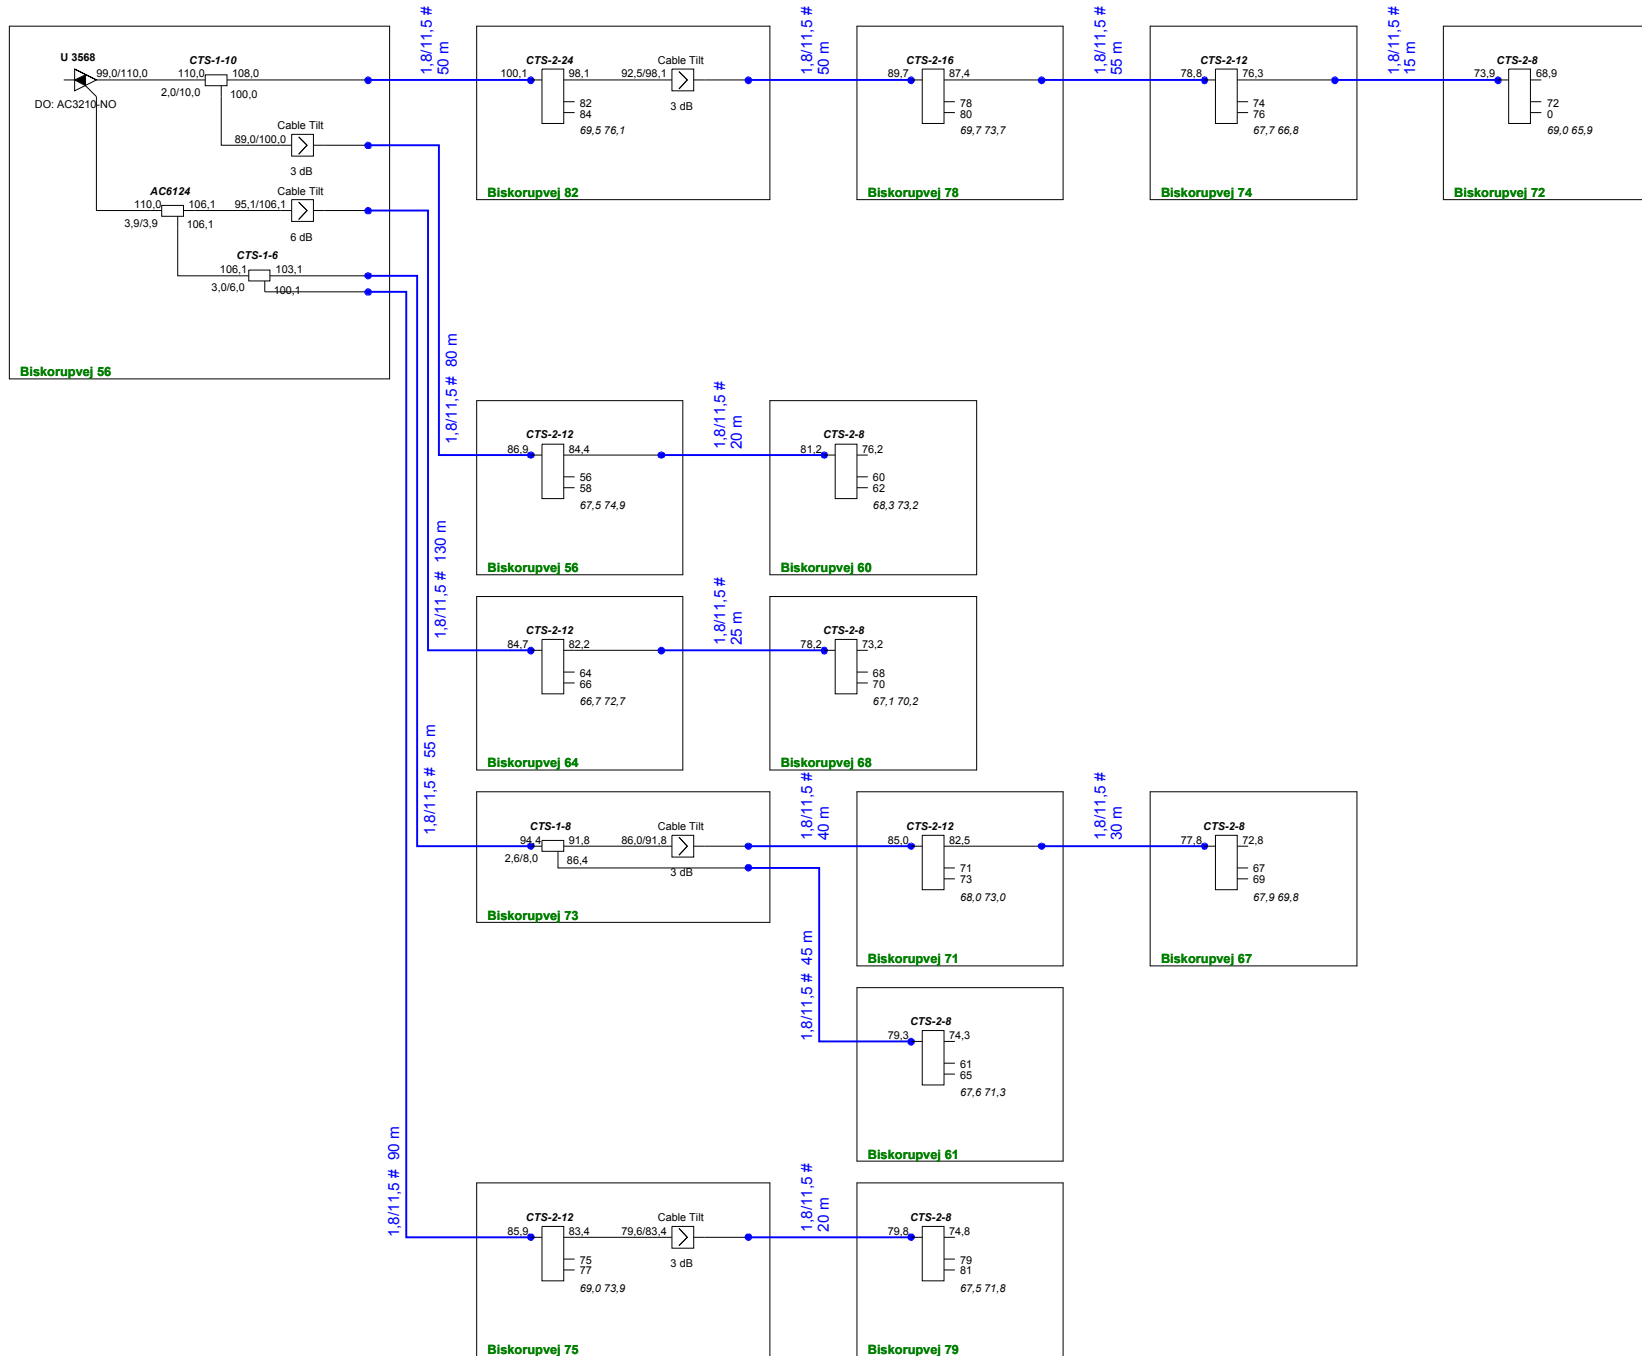 U 3568
99,0/110,0
DO: AC3210-NO
CTS-1-10
110,0 108,0
2,0/10,0 100,0
Cable Tilt
89,0/100,0
3 dB
AC6124
110,0 106,1
3,9/3,9 106,1
Cable Tilt
95,1/106,1
6 dB
CTS-1-6
106,1 103,1
3,0/6,0 100,1
Biskorupvej 56
1,8/11,5 #
50 m
CTS-2-24
100,1 98,1
82
84
69,5 76,1
Cable Tilt
92,5/98,1
3 dB
Biskorupvej 82
1,8/11,5 #
50 m
CTS-2-16
89,7 87,4
78
80
69,7 73,7
Biskorupvej 78
1,8/11,5 #
55 m
CTS-2-12
78,8 76,3
74
76
67,7 66,8
Biskorupvej 74
1,8/11,5 #
15 m
CTS-2-8
73,9 68,9
72
0
69,0 65,9
Biskorupvej 72
1,8/11,5 # 80 m
CTS-2-12
86,9 84,4
56
58
67,5 74,9
Biskorupvej 56
1,8/11,5 #
20 m
CTS-2-8
81,2 76,2
60
62
68,3 73,2
Biskorupvej 60
1,8/11,5 # 130 m
CTS-2-12
84,7 82,2
64
66
66,7 72,7
Biskorupvej 64
1,8/11,5 #
25 m
CTS-2-8
78,2 73,2
68
70
67,1 70,2
Biskorupvej 68
1,8/11,5 # 55 m
CTS-1-8
94,4 91,8
2,6/8,0 86,4
Cable Tilt
86,0/91,8
3 dB
Biskorupvej 73
1,8/11,5 #
40 m
CTS-2-12
85,0 82,5
71
73
68,0 73,0
Biskorupvej 71
1,8/11,5 #
30 m
CTS-2-8
77,8 72,8
67
69
67,9 69,8
Biskorupvej 67
1,8/11,5 # 45 m
CTS-2-8
79,3 74,3
61
65
67,6 71,3
Biskorupvej 61
1,8/11,5 # 90 m
CTS-2-12
85,9 83,4
75
77
69,0 73,9
Cable Tilt
79,6/83,4
3 dB
Biskorupvej 75
1,8/11,5 #
20 m
CTS-2-8
79,8 74,8
79
81
67,5 71,8
Biskorupvej 79